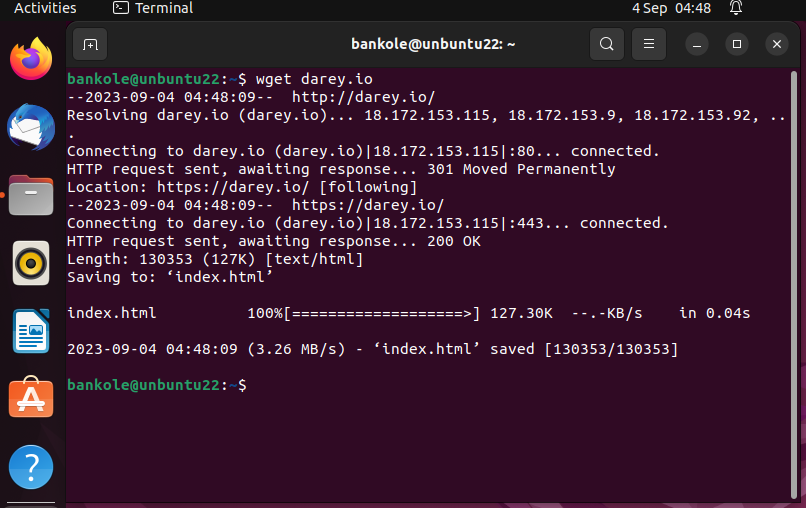 Activities Terminal 4 Sep 04:48
bankole@unbuntu22: ~
bankole@unbuntu22:~$ wget darey.io
--2023-09-04 04:48:09--  http://darey.io/
Resolving darey.io (darey.io)... 18.172.153.115, 18.172.153.9, 18.172.153.92, ..
.
Connecting to darey.io (darey.io)|18.172.153.115|:80... connected.
HTTP request sent, awaiting response... 301 Moved Permanently
Location: https://darey.io/ [following]
--2023-09-04 04:48:09--  https://darey.io/
Connecting to darey.io (darey.io)|18.172.153.115|:443... connected.
HTTP request sent, awaiting response... 200 OK
Length: 130353 (127K) [text/html]
Saving to: ‘index.html’
index.html          100%[===================>] 127.30K  --.-KB/s    in 0.04s
2023-09-04 04:48:09 (3.26 MB/s) - ‘index.html’ saved [130353/130353]
bankole@unbuntu22:~$